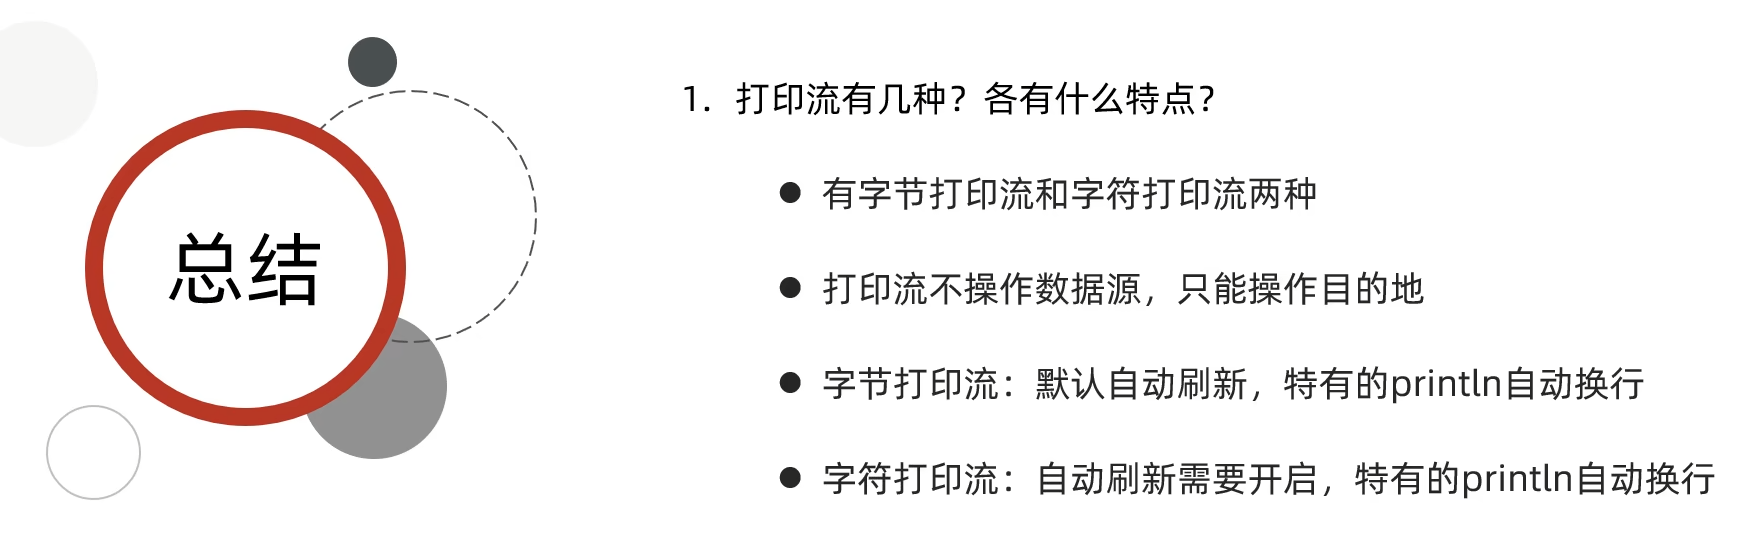 总结
1. 打印流有几种？各有什么特点？
● 有字节打印流和字符打印流两种
● 打印流不操作数据源，只能操作目的地
● 字节打印流：默认自动刷新，特有的println自动换行
● 字符打印流：自动刷新需要开启，特有的println自动换行